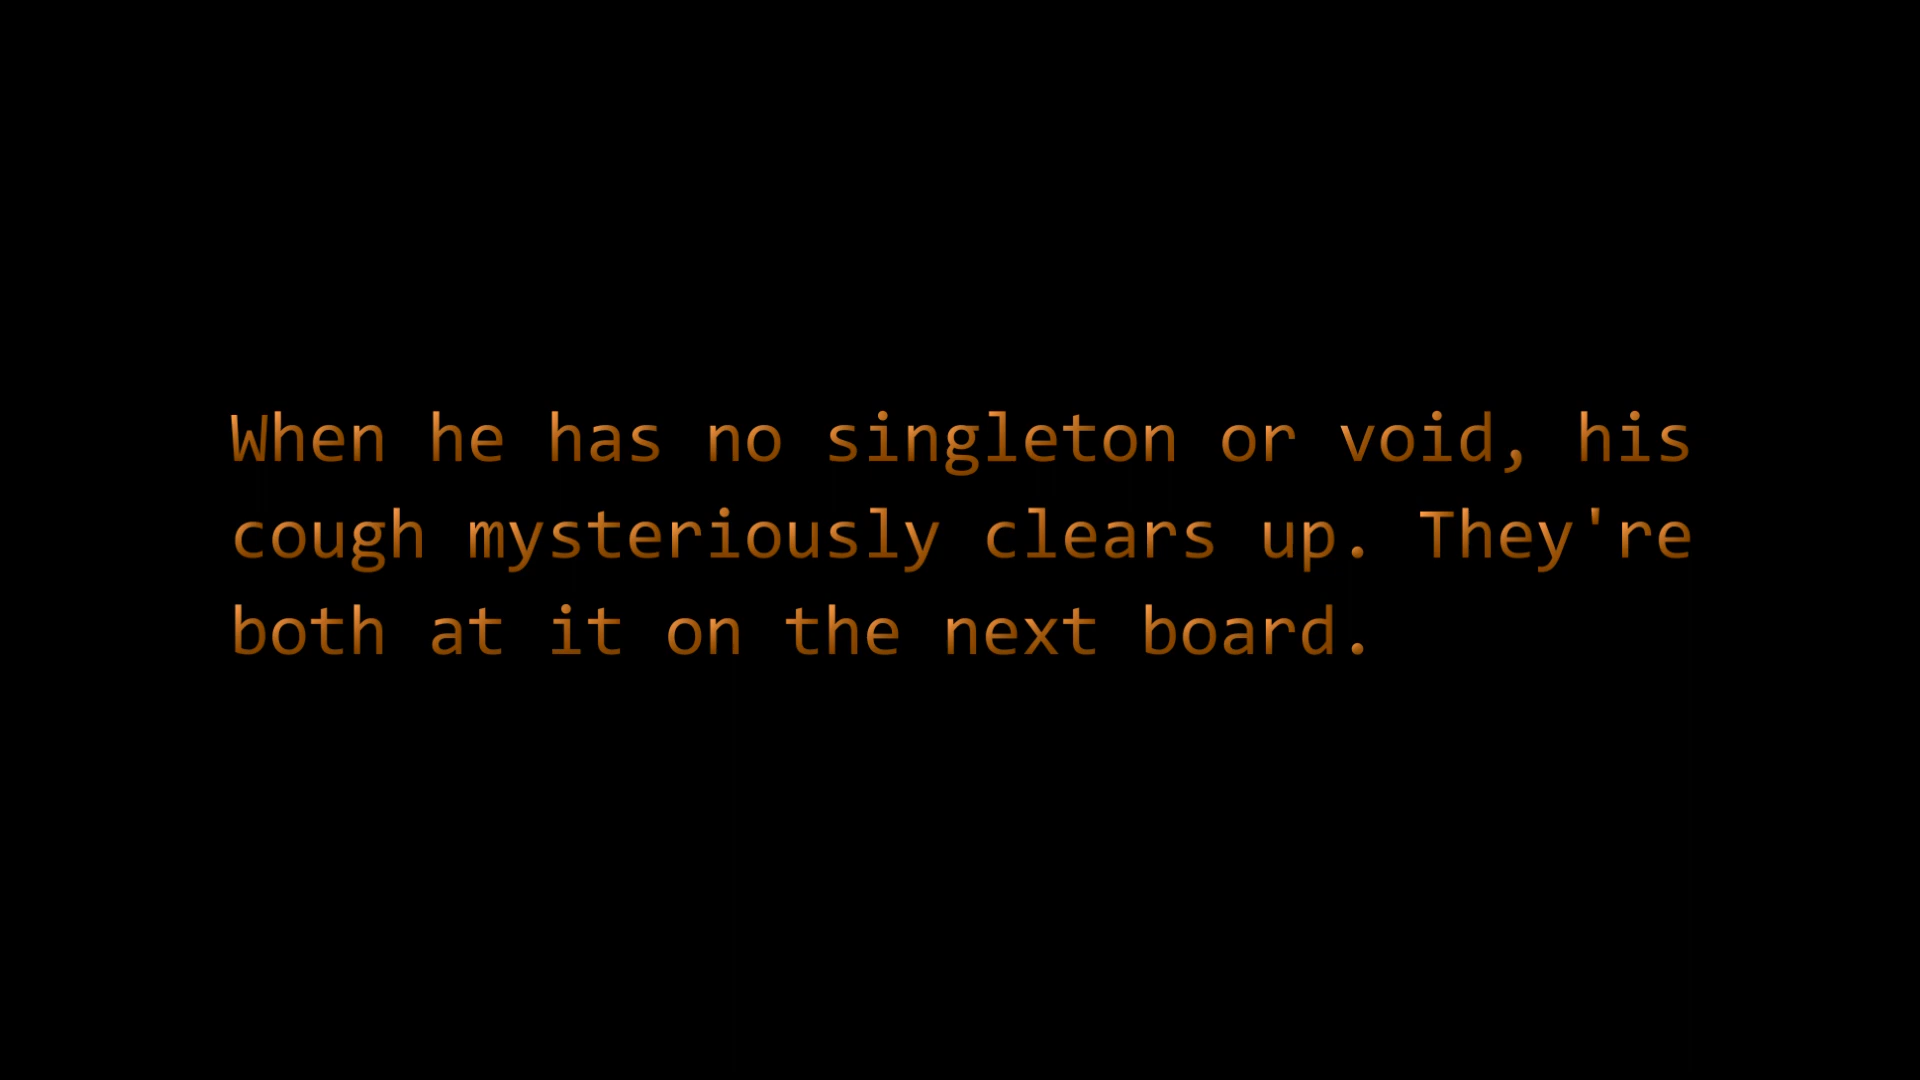 When he has no singleton or void, his
cough mysteriously clears up. They're
both at it on the next board.